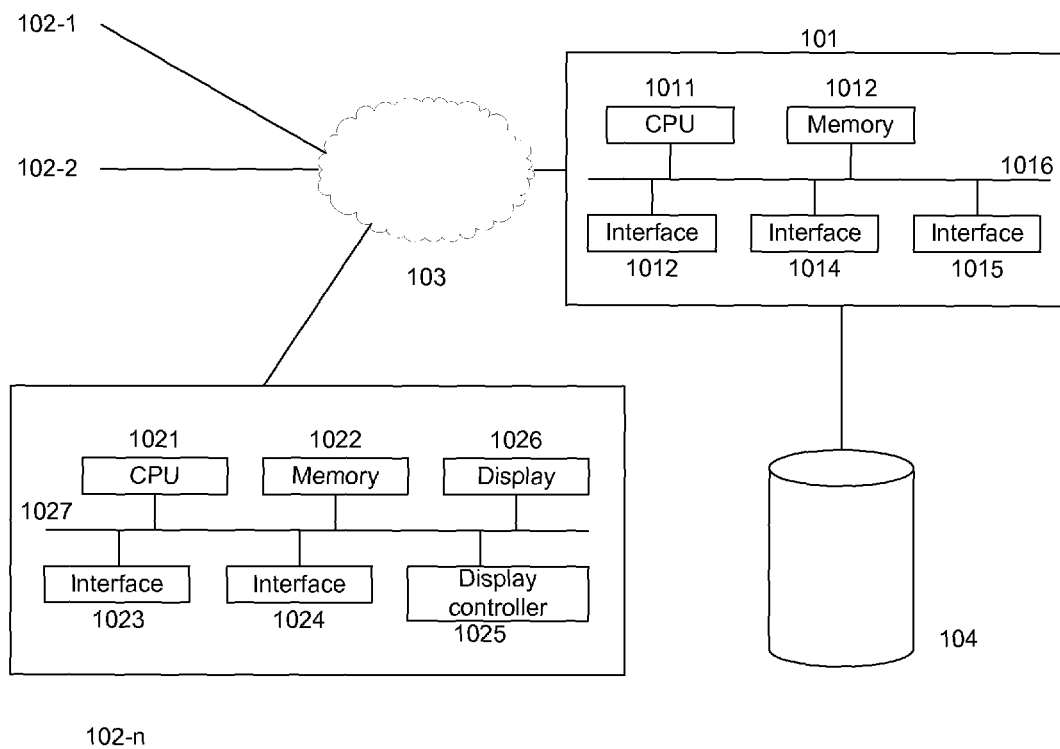 102-1
101
1011 1012
CPU Memory
102-2
1016
Interface Interface Interface
1012 1014 1015
103
1021 1022 1026
CPU Memory Display
1027
Interface Interface Display
controller
1023 1024 1025
104
102-n